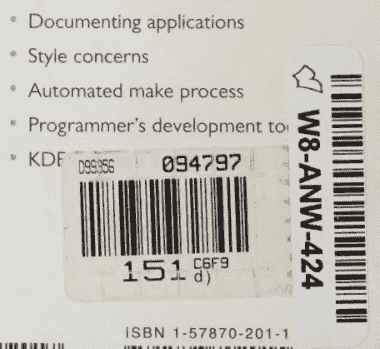 Documenting applications
Style concerns
Automated make process
Programmer's development to
KDE
D99356 094797
151 C6F9
d)
W8-ANW-424
ISBN 1-57870-201-1